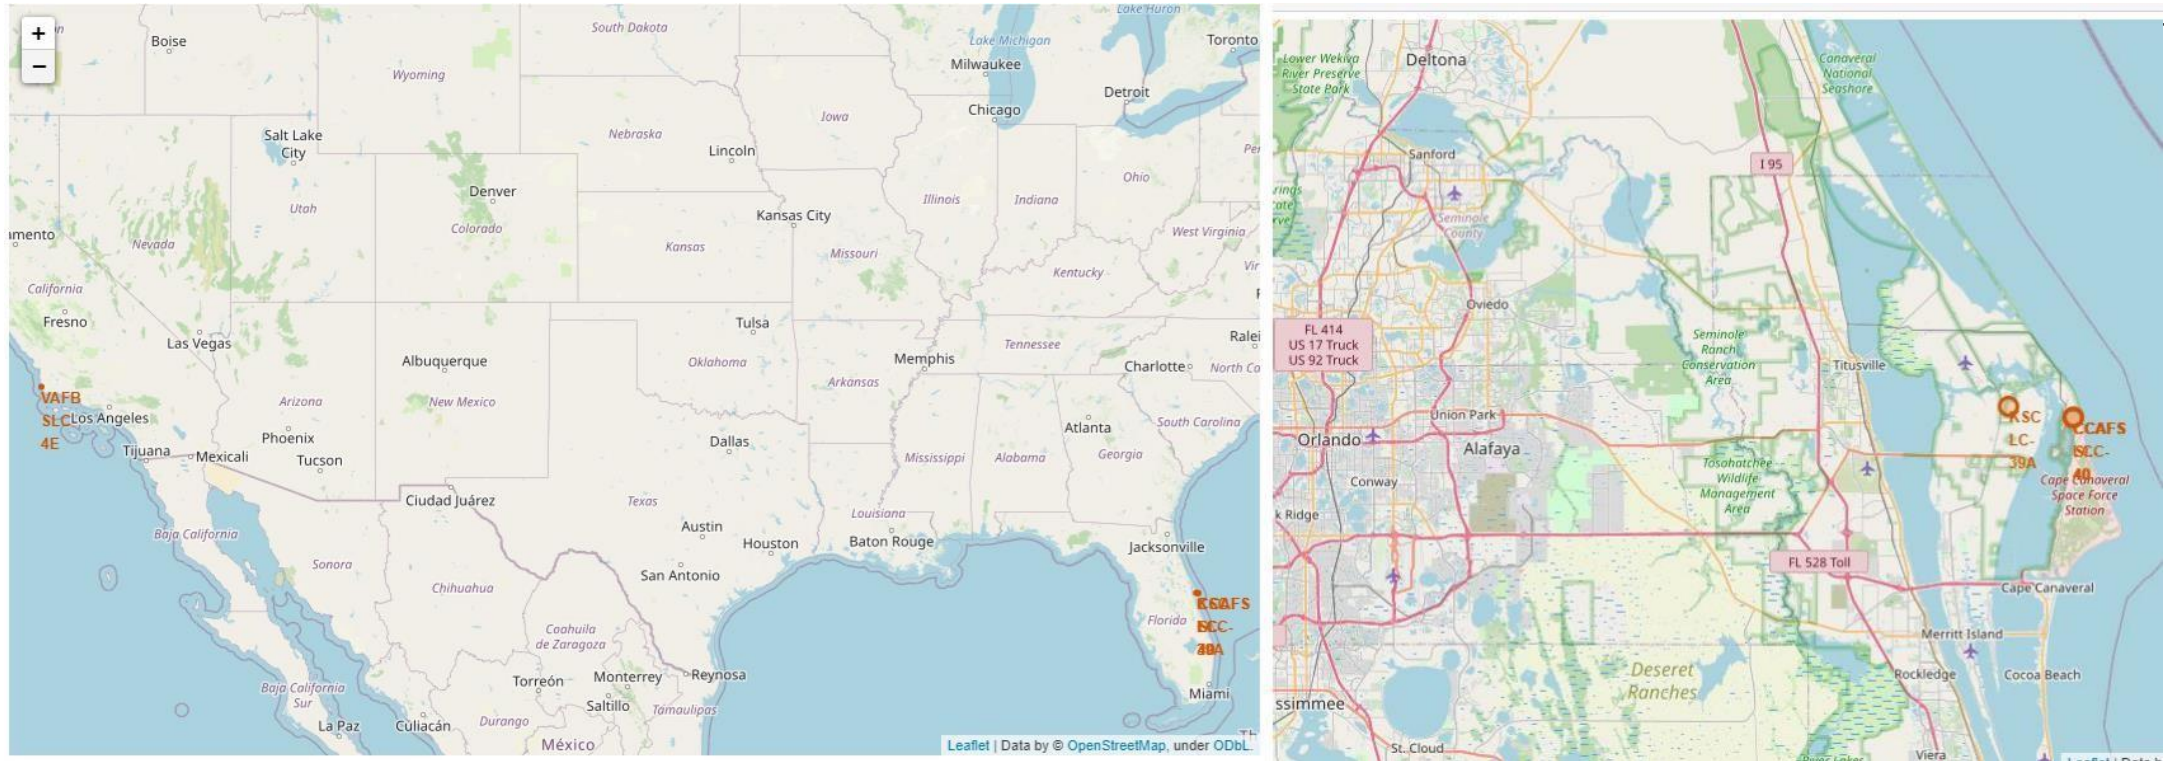 +
−
Boise
South Dakota
Lake Huron
Toronto
Lake Michigan
Milwaukee
Wyoming
Detroit
Chicago
Iowa
Nebraska
Salt Lake
City
Lincoln
Ohio
Denver
Illinois
Indiana
Utah
Kansas City
Colorado
West Virginia
Nevada
Kansas
Missouri
Kentucky
California
Fresno
Tulsa
Las Vegas
Tennessee
Albuquerque
Memphis
Oklahoma
Charlotte
Arkansas
VAFB
SLC-
4E
Los Angeles
Arizona
New Mexico
Atlanta
South Carolina
Phoenix
Dallas
Tijuana
Mexicali
Tucson
Mississippi
Alabama
Georgia
Ciudad Juárez
Texas
Louisiana
Austin
Baja California
Houston
Baton Rouge
Jacksonville
Sonora
San Antonio
Chihuahua
Florida
Coahuila
de Zaragoza
Torreón
Monterrey
Reynosa
Baja California
Sur
Saltillo
Miami
Tamaulipas
La Paz
Culiacán
Durango
México
Leaflet | Data by © OpenStreetMap, under ODbL.
Lower Wekiva
River Preserve
State Park
Deltona
Canaveral
National
Seashore
Sanford
I 95
Seminole
County
Oviedo
FL 414
US 17 Truck
US 92 Truck
Seminole
Ranch
Conservation
Area
Titusville
KSC
LC-
39A
CCAFS
SLC-
40
Union Park
Orlando
Alafaya
Conway
Tosohatchee
Wildlife
Management
Area
Cape Canaveral
Space Force
Station
k Ridge
FL 528 Toll
Cape Canaveral
Merritt Island
Deseret
Ranches
Rockledge
Cocoa Beach
ssimmee
St. Cloud
Viera